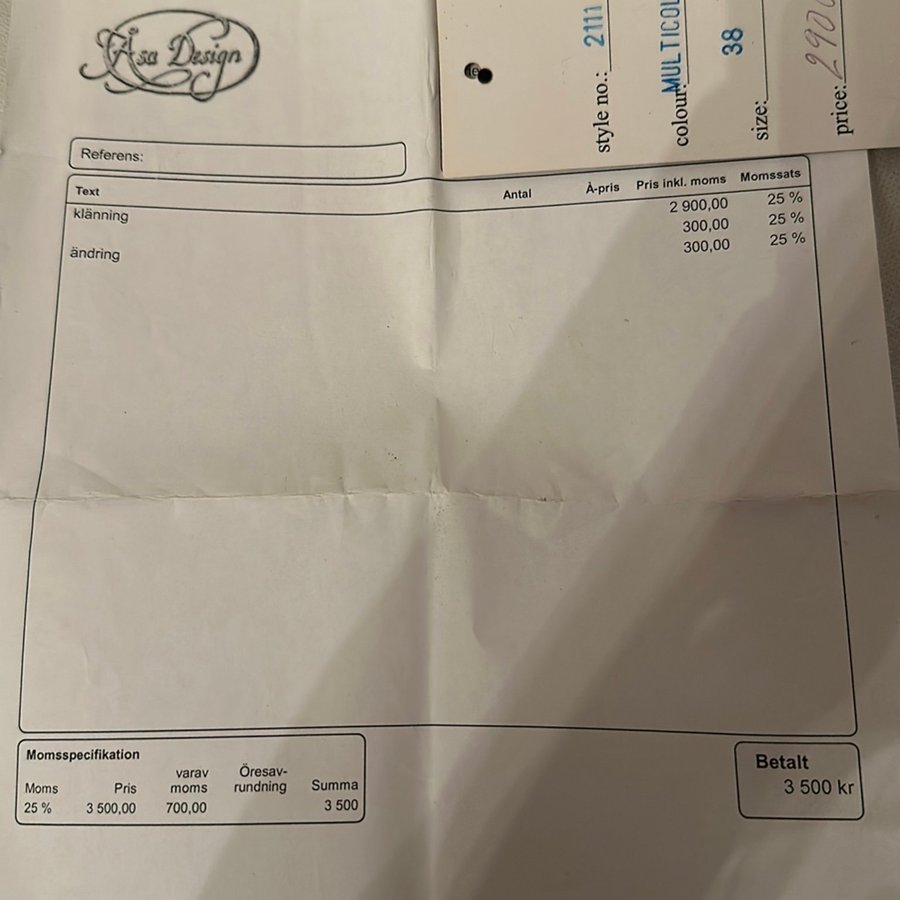 Åsa Design
style no.: 2111
colour:
size: 38
price: 2900
Referens:
Text Antal À-pris Pris inkl. moms Momssats
klänning 2 900,00 25 %
300,00 25 %
ändring 300,00 25 %
Momsspecifikation
Moms Pris varav moms Öresav-rundning Summa
25 % 3 500,00 700,00 3 500
Betalt
3 500 kr